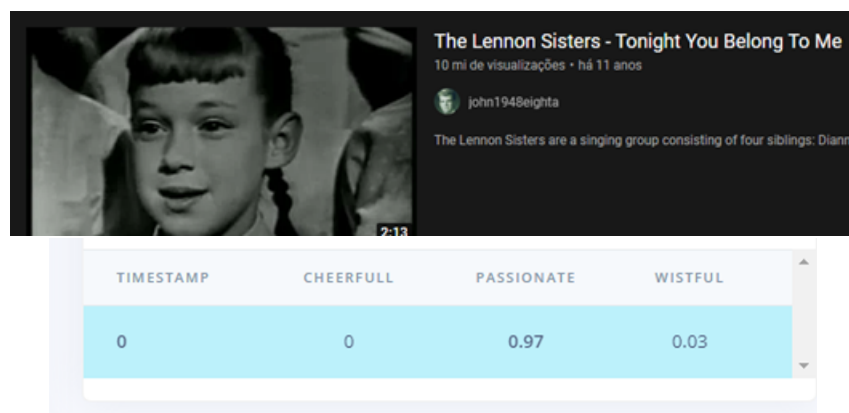 The Lennon Sisters - Tonight You Belong To Me
10 mi de visualizações • há 11 anos
john1948eighta
The Lennon Sisters are a singing group consisting of four siblings: Diann
2:13
TIMESTAMP CHEERFULL PASSIONATE WISTFUL
0 0 0.97 0.03